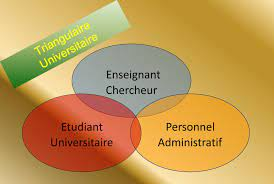 Triangulaire
Universitaire
Enseignant
Chercheur
Etudiant
Universitaire
Personnel
Administratif